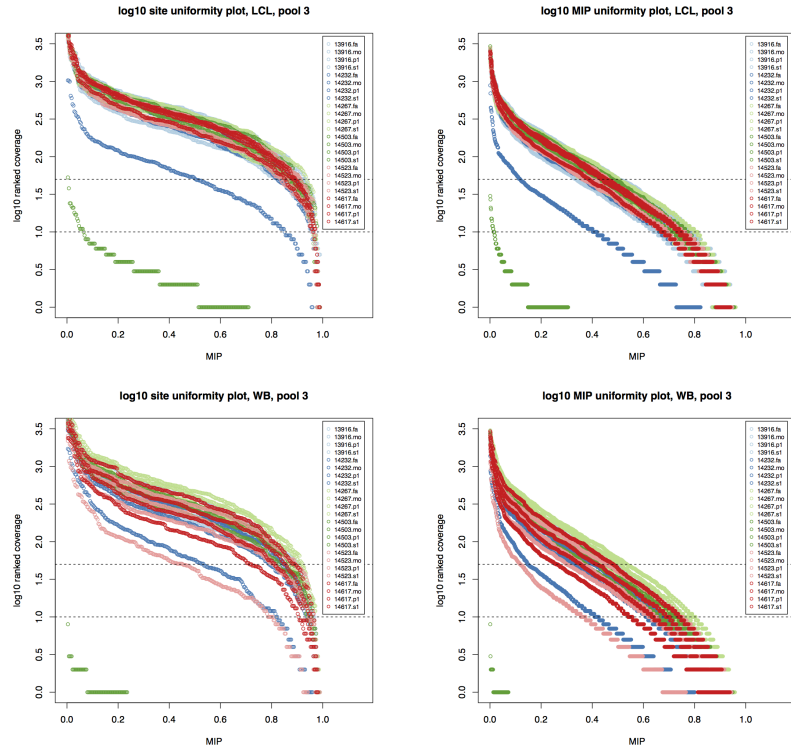 log10 site uniformity plot, LCL, pool 3
log10 ranked coverage
3.5
3.0
2.5
2.0
1.5
1.0
0.5
0.0
13916.fa
13916.mo
13916.p1
13916.s1
14232.fa
14232.mo
14232.p1
14232.s1
14267.fa
14267.mo
14267.p1
14267.s1
14503.fa
14503.mo
14503.p1
14503.s1
14523.fa
14523.mo
14523.p1
14523.s1
14617.fa
14617.mo
14617.p1
14617.s1
0.0 0.2 0.4 0.6 0.8 1.0
MIP
log10 MIP uniformity plot, LCL, pool 3
log10 ranked coverage
3.5
3.0
2.5
2.0
1.5
1.0
0.5
0.0
13916.fa
13916.mo
13916.p1
13916.s1
14232.fa
14232.mo
14232.p1
14232.s1
14267.fa
14267.mo
14267.p1
14267.s1
14503.fa
14503.mo
14503.p1
14503.s1
14523.fa
14523.mo
14523.p1
14523.s1
14617.fa
14617.mo
14617.p1
14617.s1
0.0 0.2 0.4 0.6 0.8 1.0
MIP
log10 site uniformity plot, WB, pool 3
log10 ranked coverage
3.5
3.0
2.5
2.0
1.5
1.0
0.5
0.0
13916.fa
13916.mo
13916.p1
13916.s1
14232.fa
14232.mo
14232.p1
14232.s1
14267.fa
14267.mo
14267.p1
14267.s1
14503.fa
14503.mo
14503.p1
14503.s1
14523.fa
14523.mo
14523.p1
14523.s1
14617.fa
14617.mo
14617.p1
14617.s1
0.0 0.2 0.4 0.6 0.8 1.0
MIP
log10 MIP uniformity plot, WB, pool 3
log10 ranked coverage
3.5
3.0
2.5
2.0
1.5
1.0
0.5
0.0
13916.fa
13916.mo
13916.p1
13916.s1
14232.fa
14232.mo
14232.p1
14232.s1
14267.fa
14267.mo
14267.p1
14267.s1
14503.fa
14503.mo
14503.p1
14503.s1
14523.fa
14523.mo
14523.p1
14523.s1
14617.fa
14617.mo
14617.p1
14617.s1
0.0 0.2 0.4 0.6 0.8 1.0
MIP